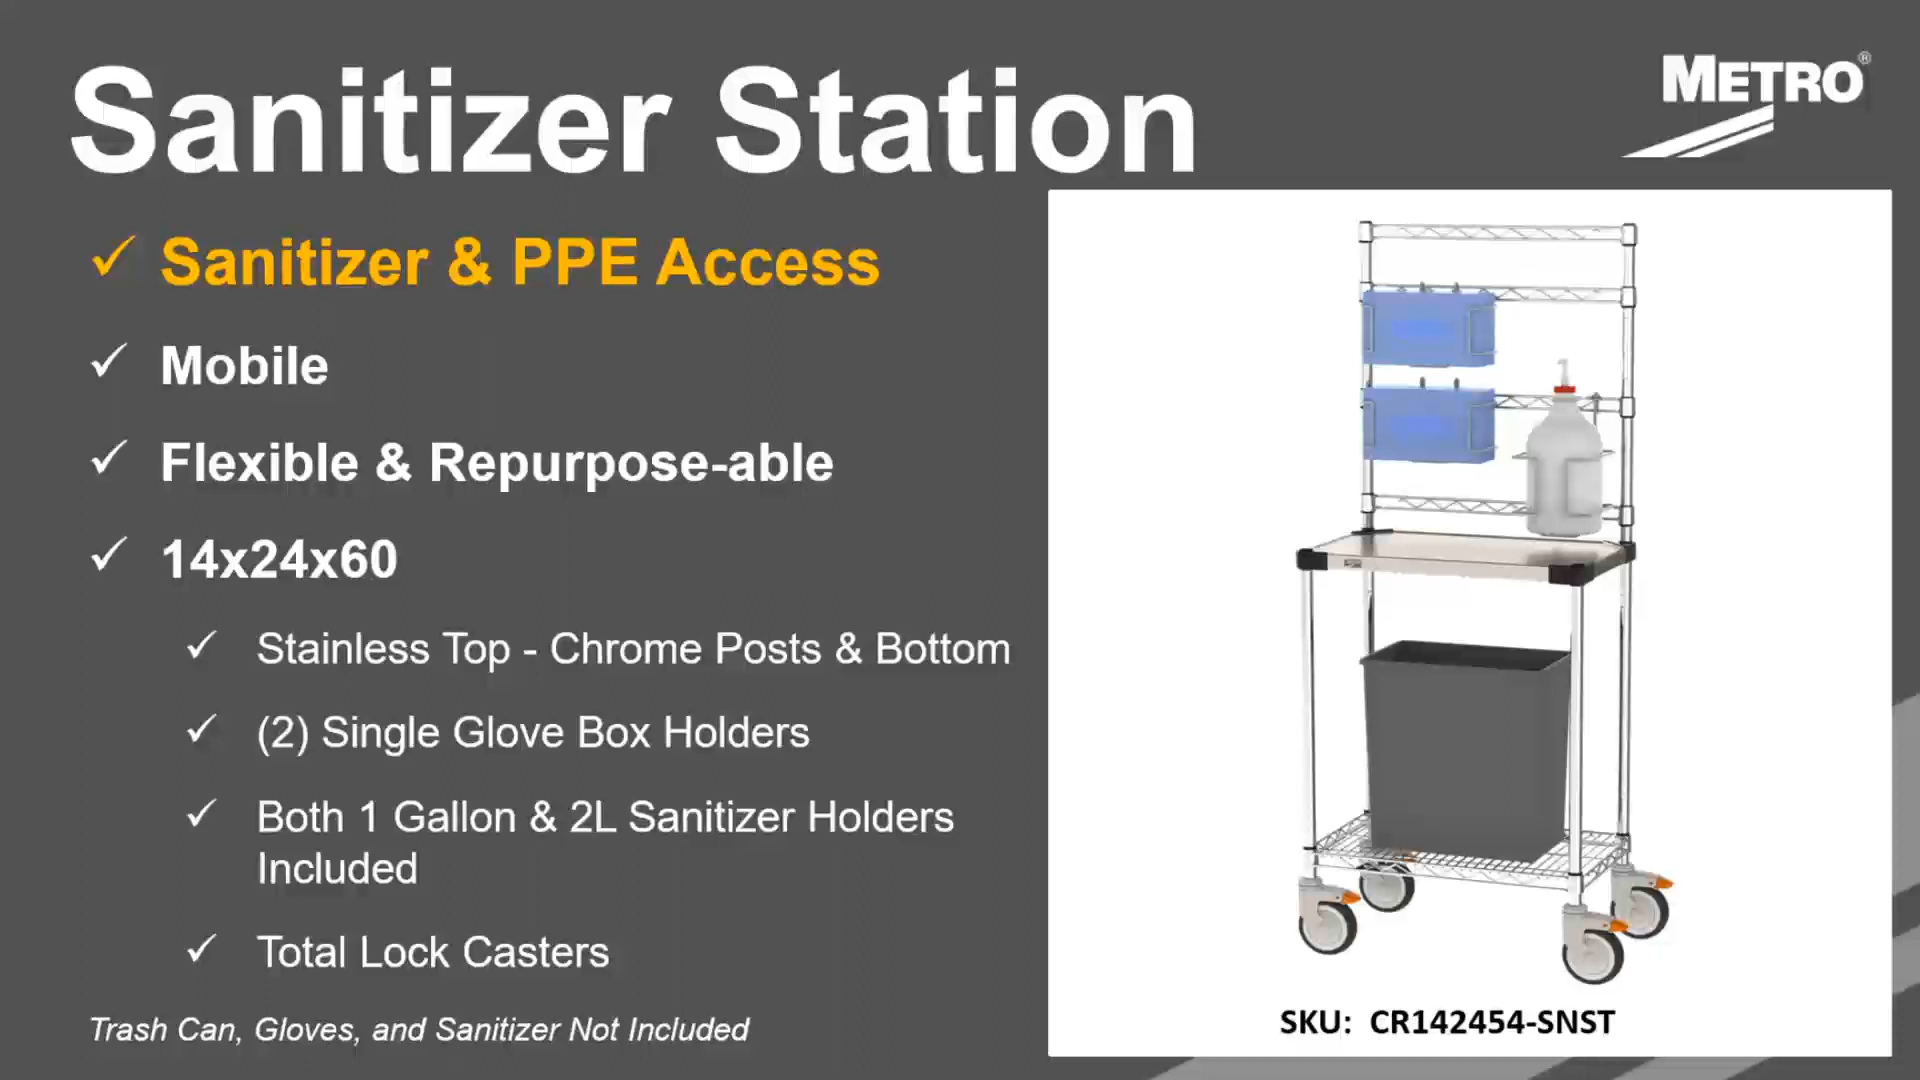 Sanitizer Station
METRO®
✓ Sanitizer & PPE Access
✓ Mobile
✓ Flexible & Repurpose-able
✓ 14x24x60
✓ Stainless Top - Chrome Posts & Bottom
✓ (2) Single Glove Box Holders
✓ Both 1 Gallon & 2L Sanitizer Holders
Included
✓ Total Lock Casters
Trash Can, Gloves, and Sanitizer Not Included
SKU: CR142454-SNST